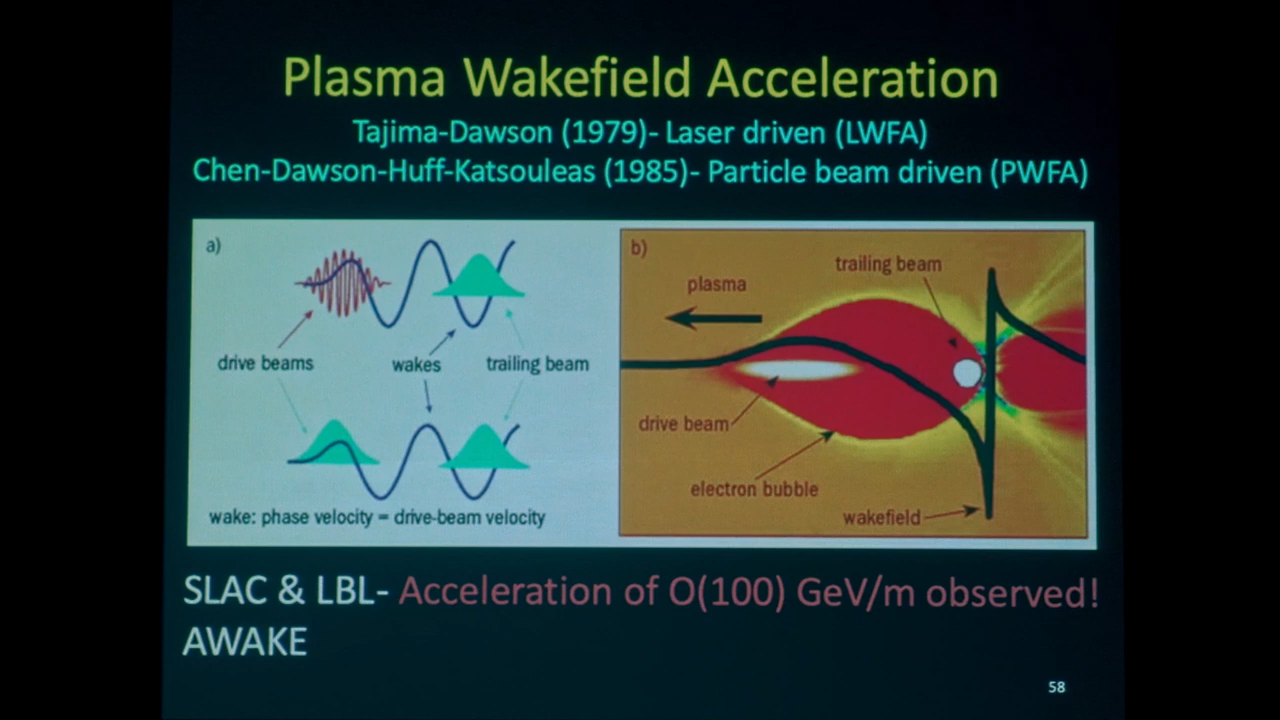 Plasma Wakefield Acceleration
Tajima-Dawson (1979)- Laser driven (LWFA)
Chen-Dawson-Huff-Katsouleas (1985)- Particle beam driven (PWFA)
a)
drive beams
wakes
trailing beam
wake: phase velocity = drive-beam velocity
b)
trailing beam
plasma
drive beam
electron bubble
wakefield
SLAC & LBL- Acceleration of O(100) GeV/m observed!
AWAKE
58